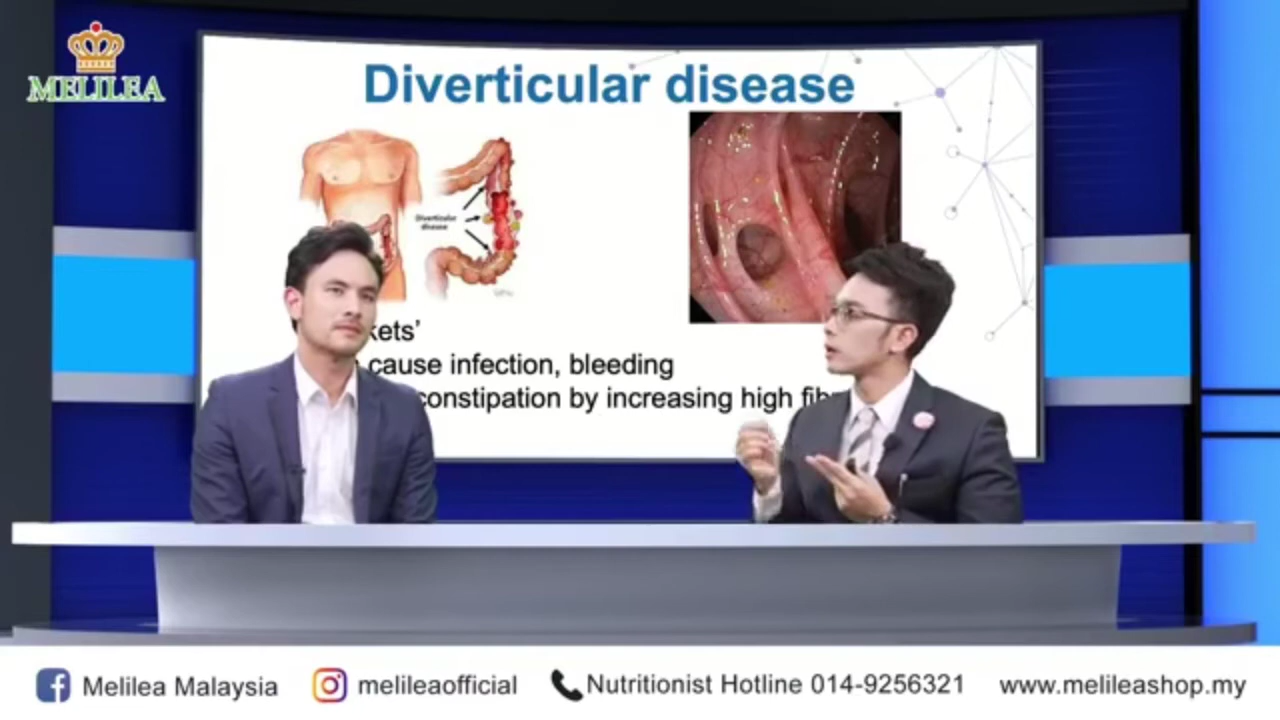 MELILEA
Diverticular disease
Diverticular
disease
kets'
cause infection, bleeding
constipation by increasing high fib
Melilea Malaysia
melileaofficial
Nutritionist Hotline 014-9256321
www.melileashop.my